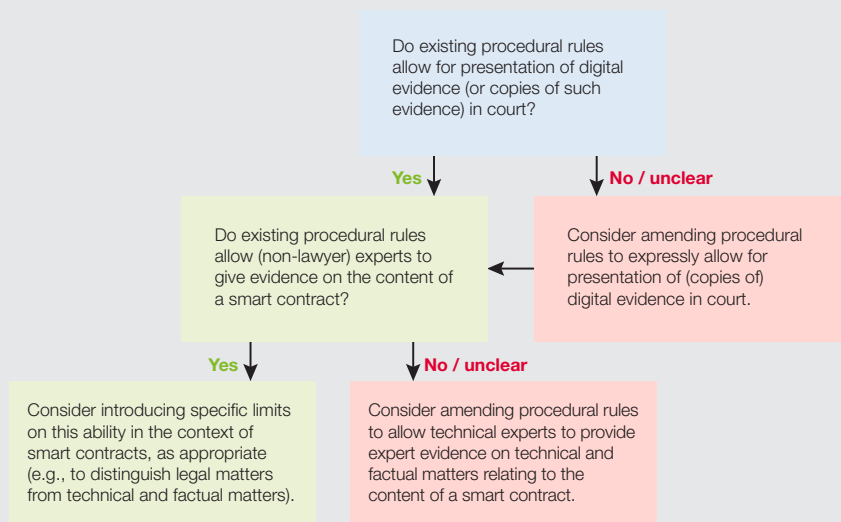 Do existing procedural rules
allow for presentation of digital
evidence (or copies of such
evidence) in court?
Yes
No / unclear
Do existing procedural rules
allow (non-lawyer) experts to
give evidence on the content of
a smart contract?
Consider amending procedural
rules to expressly allow for
presentation of (copies of)
digital evidence in court.
Yes
No / unclear
Consider introducing specific limits
on this ability in the context of
smart contracts, as appropriate
(e.g., to distinguish legal matters
from technical and factual matters).
Consider amending procedural rules
to allow technical experts to provide
expert evidence on technical and
factual matters relating to the
content of a smart contract.